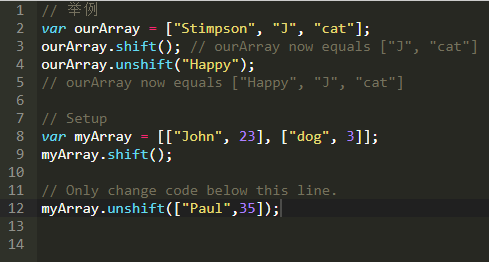 1 // 举例
2 var ourArray = ["Stimpson", "J", "cat"];
3 ourArray.shift(); // ourArray now equals ["J", "cat"]
4 ourArray.unshift("Happy");
5 // ourArray now equals ["Happy", "J", "cat"]
6
7 // Setup
8 var myArray = [["John", 23], ["dog", 3]];
9 myArray.shift();
10
11 // Only change code below this line.
12 myArray.unshift(["Paul",35]);
13
14